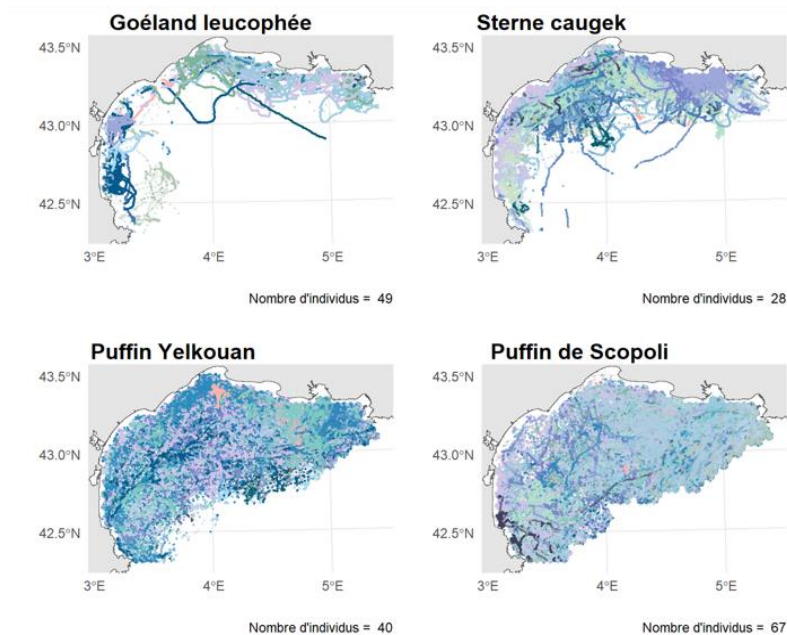 Goéland leucophée
Sterne caugek
43.5°N
43.0°N
42.5°N
3°E 4°E 5°E
Nombre d'individus = 49
43.5°N
43.0°N
42.5°N
3°E 4°E 5°E
Nombre d'individus = 28
Puffin Yelkouan
Puffin de Scopoli
43.5°N
43.0°N
42.5°N
3°E 4°E 5°E
Nombre d'individus = 40
43.5°N
43.0°N
42.5°N
3°E 4°E 5°E
Nombre d'individus = 67